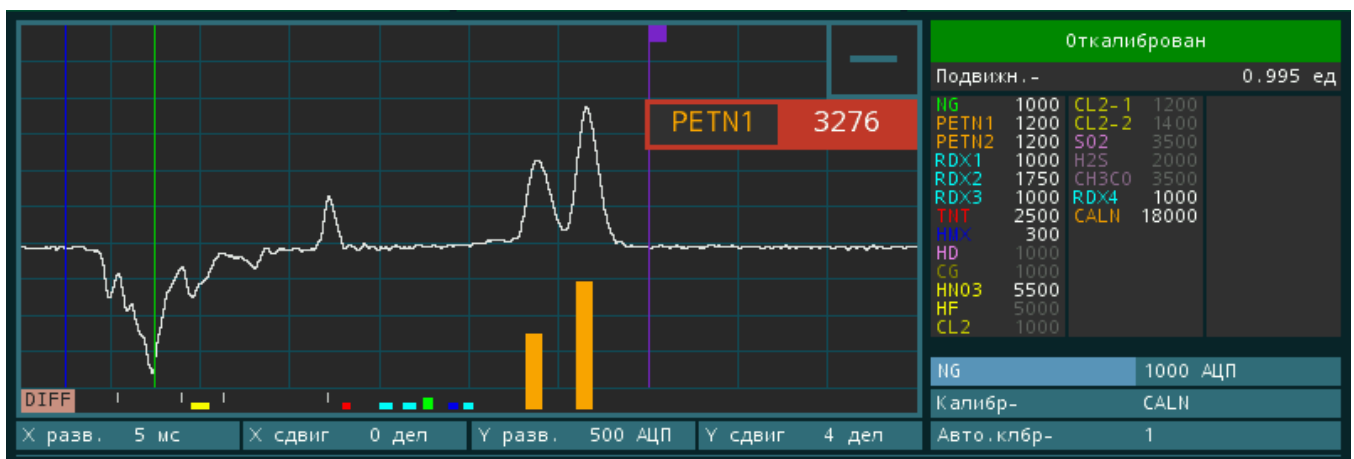 Откалиброван
Подвижн.- 0.995 ед
PETN1 3276
NG 1000 CL2-1 1200
PETN1 1200 CL2-2 1400
PETN2 1200 SO2 3500
RDX1 1000 H2S 2000
RDX2 1750 CH3CO 3500
RDX3 1000 RDX4 1000
TNT 2500 CALN 18000
HMX 300
HD 1000
CG 1000
HNO3 5500
HF 5000
CL2 1000
NG 1000 АЦП
DIFF
Калибр- CALN
X разв. 5 мс X сдвиг 0 дел Y разв. 500 АЦП Y сдвиг 4 дел Авто.клбр- 1